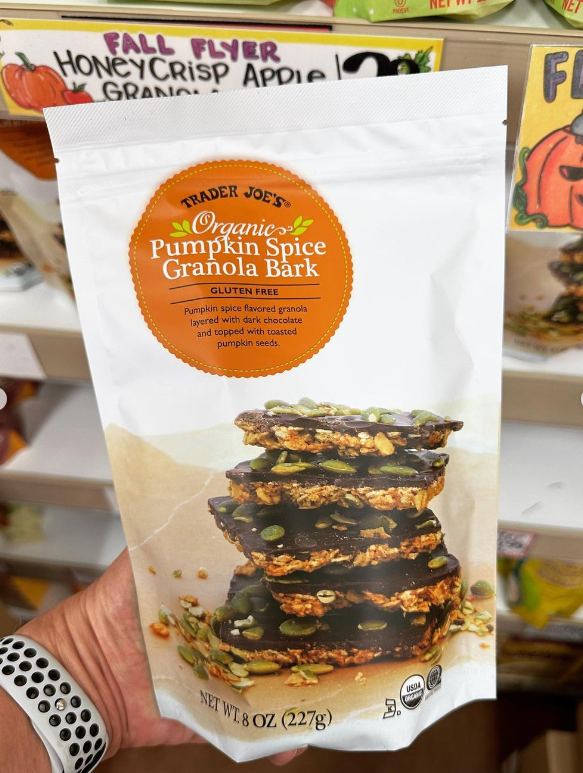 FALL FLYER
HONEYCRISP APPLE
GRANOLA
TRADER JOE'S®
Organic
Pumpkin Spice
Granola Bark
GLUTEN FREE
Pumpkin spice flavored granola
layered with dark chocolate
and topped with toasted
pumpkin seeds.
NET WT. 8 OZ (227g)
USDA
ORGANIC